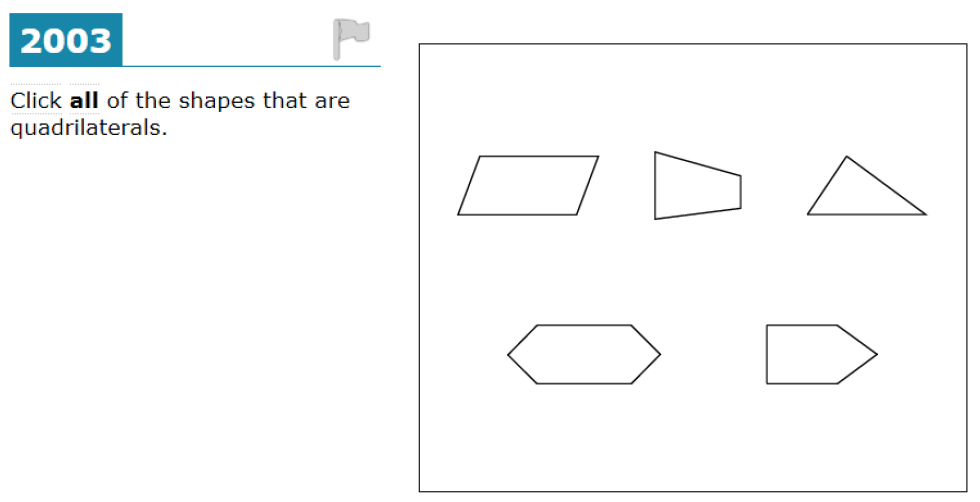 2003
Click all of the shapes that are
quadrilaterals.